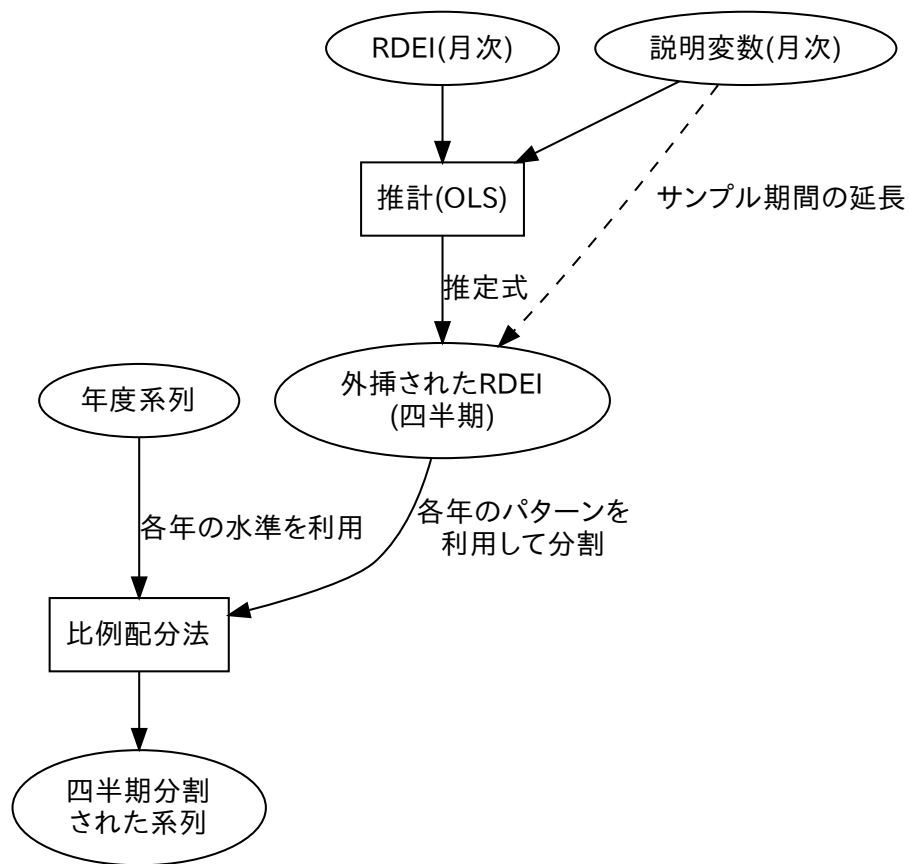 RDEI(月次)
説明変数(月次)
推計(OLS)
サンプル期間の延長
推定式
年度系列
外挿されたRDEI
(四半期)
各年の水準を利用
各年のパターンを
利用して分割
比例配分法
四半期分割
された系列